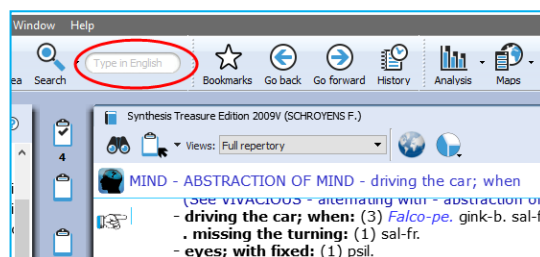 Window Help
ea Search Type in English Bookmarks Go back Go forward History Analysis Maps
Synthesis Treasure Edition 2009V (SCHROYENS F.)
4 Views: Full repertory
MIND - ABSTRACTION OF MIND - driving the car; when
(See VIVACIOUS - alternating with - abstraction of
- driving the car; when: (3) Falco-pe. gink-b. sal-f
. missing the turning: (1) sal-fr.
- eyes; with fixed: (1) psil.